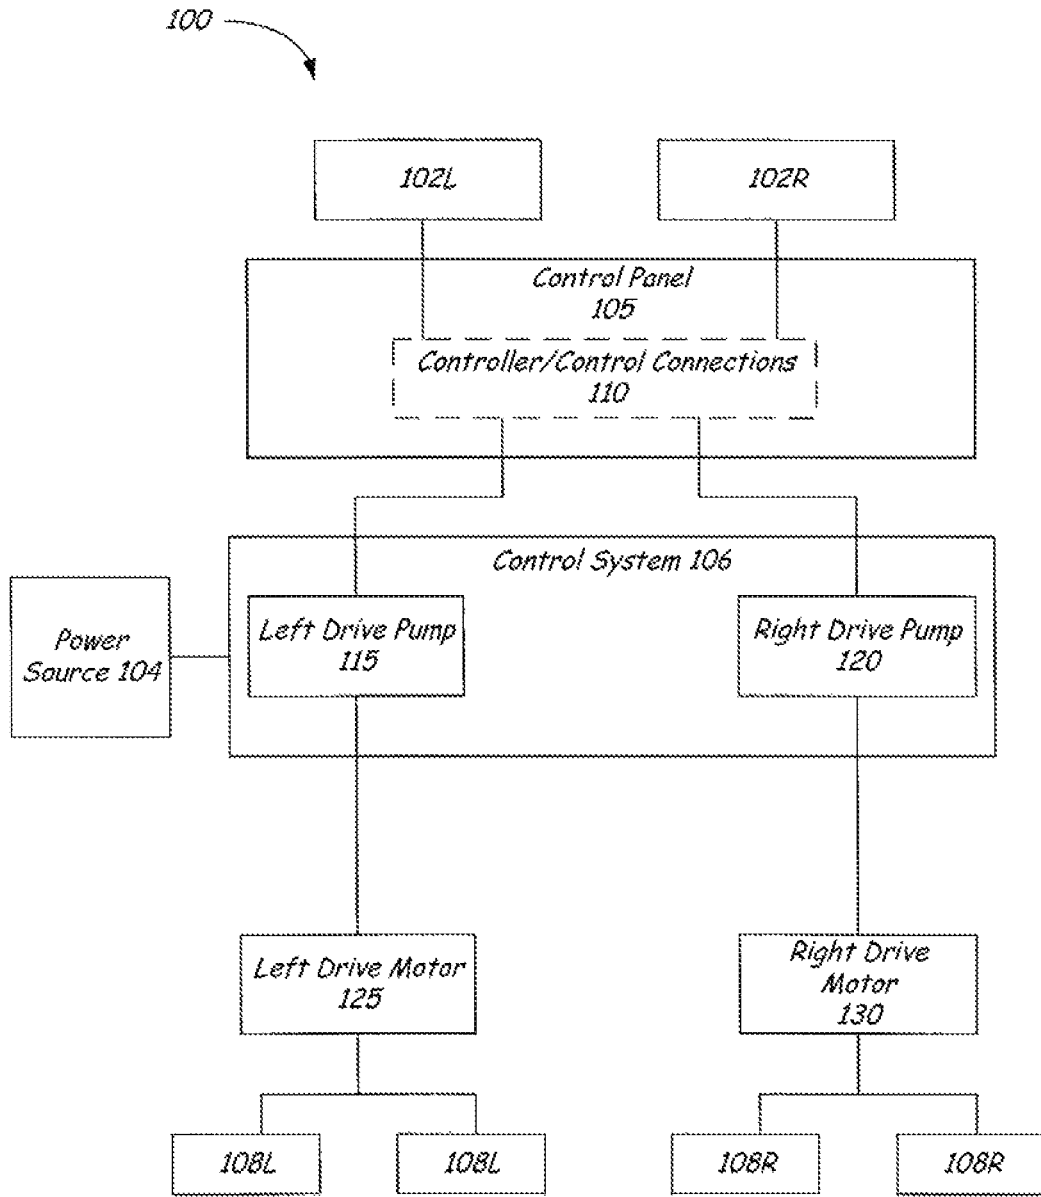 100
102L
102R
Control Panel
105
Controller/Control Connections
110
Control System 106
Power
Source 104
Left Drive Pump
115
Right Drive Pump
120
Left Drive Motor
125
Right Drive
Motor
130
108L
108L
108R
108R